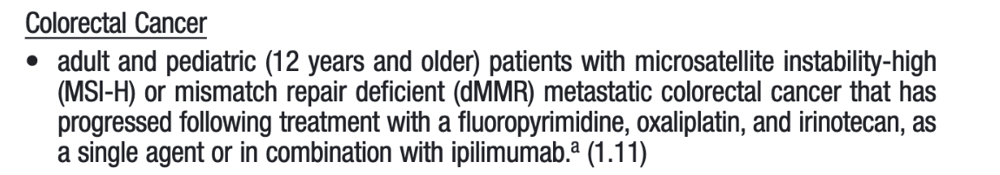 Colorectal Cancer
• adult and pediatric (12 years and older) patients with microsatellite instability-high
(MSI-H) or mismatch repair deficient (dMMR) metastatic colorectal cancer that has
progressed following treatment with a fluoropyrimidine, oxaliplatin, and irinotecan, as
a single agent or in combination with ipilimumab.ª (1.11)